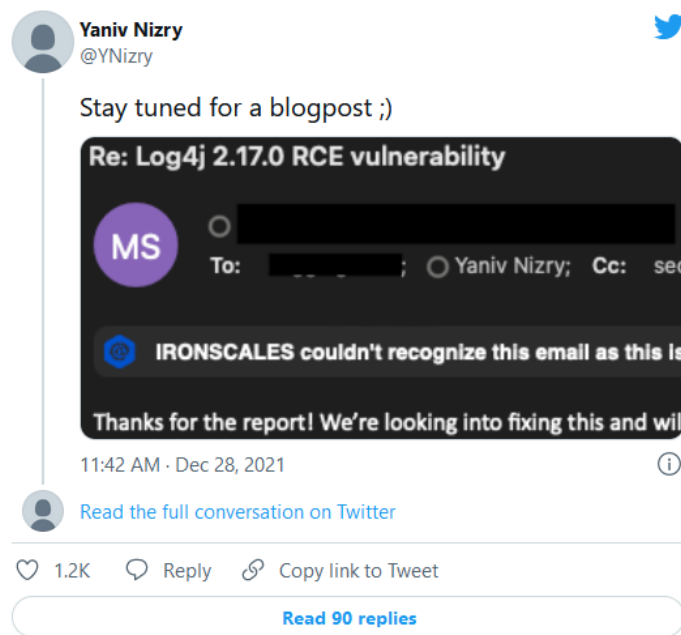 Yaniv Nizry
@YNizry
Stay tuned for a blogpost ;)
Re: Log4j 2.17.0 RCE vulnerability
MS
To: ; Yaniv Nizry; Cc: sec
IRONSCALES couldn't recognize this email as this is
Thanks for the report! We're looking into fixing this and wil
11:42 AM · Dec 28, 2021
Read the full conversation on Twitter
1.2K Reply Copy link to Tweet
Read 90 replies